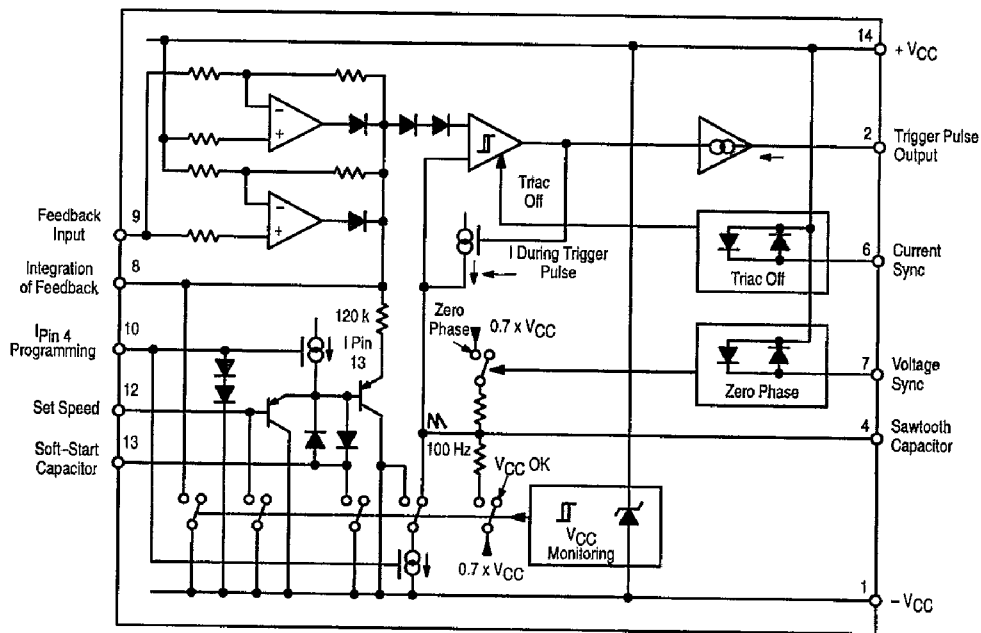 14
+ VCC
−
+
2
Trigger Pulse
Output
Triac
Off
−
+
Feedback
Input
9
I During Trigger
Pulse
Triac Off
6
Current
Sync
Integration
of Feedback
8
120 k
Zero
Phase
0.7 x VCC
IPin 4
Programming
10
I Pin
13
Zero Phase
7
Voltage
Sync
Set Speed
12
Soft-Start
Capacitor
13
100 Hz
4
Sawtooth
Capacitor
VCC OK
VCC
Monitoring
0.7 x VCC
1
− VCC